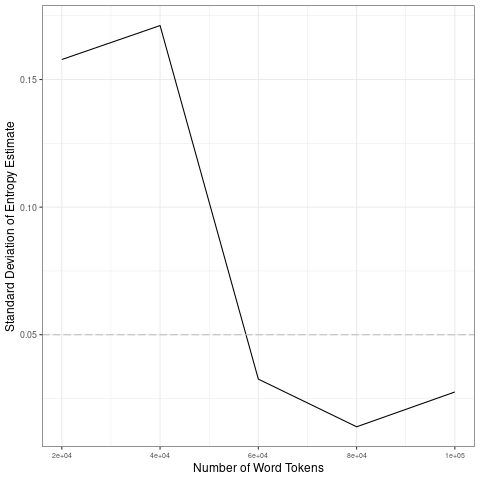 Standard Deviation of Entropy Estimate
0.15
0.10
0.05
2e+04 4e+04 6e+04 8e+04 1e+05
Number of Word Tokens